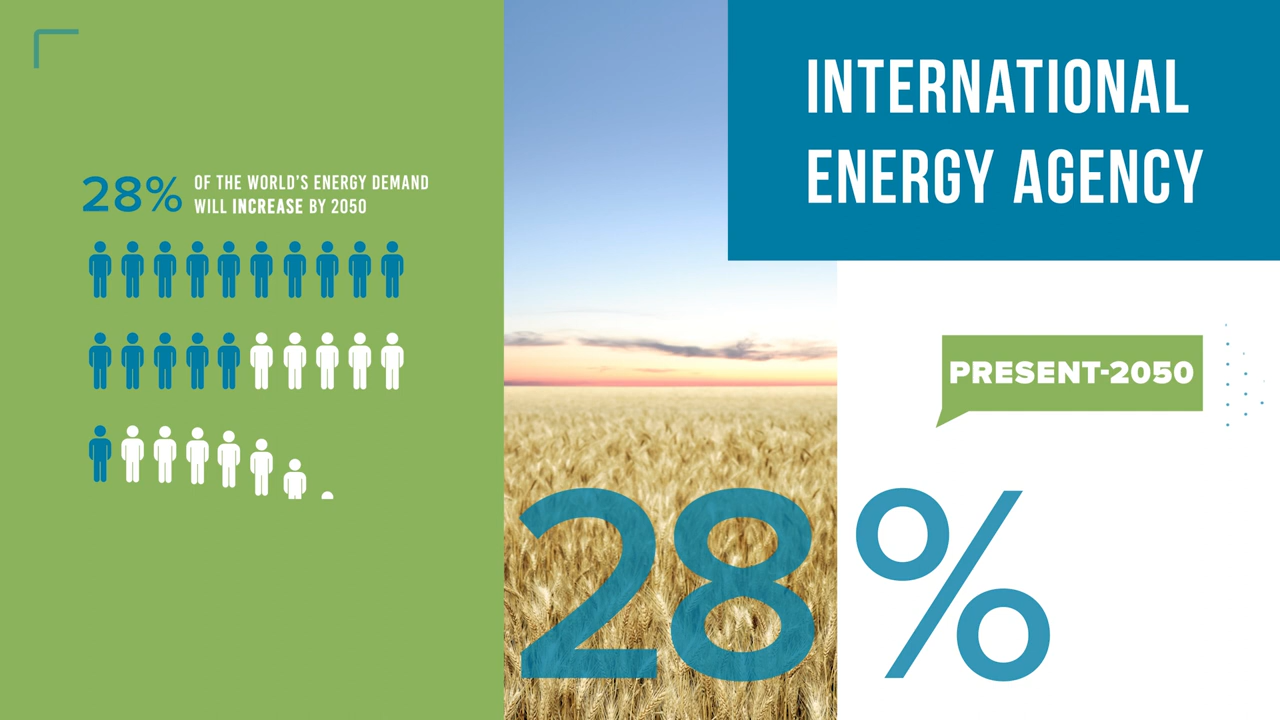 28% OF THE WORLD'S ENERGY DEMAND
WILL INCREASE BY 2050
INTERNATIONAL
ENERGY AGENCY
PRESENT-2050
28%